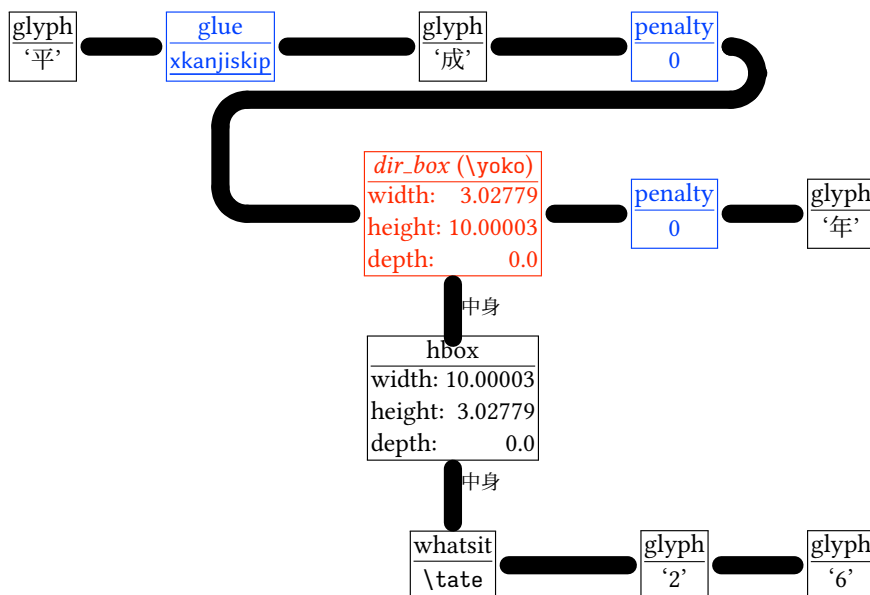 glyph
‘平’
glue
xkanjiskip
glyph
‘成’
penalty
0
dir_box (\yoko)
width: 3.02779
height: 10.00003
depth: 0.0
penalty
0
glyph
‘年’
中身
hbox
width: 10.00003
height: 3.02779
depth: 0.0
中身
whatsit
\tate
glyph
‘2’
glyph
‘6’